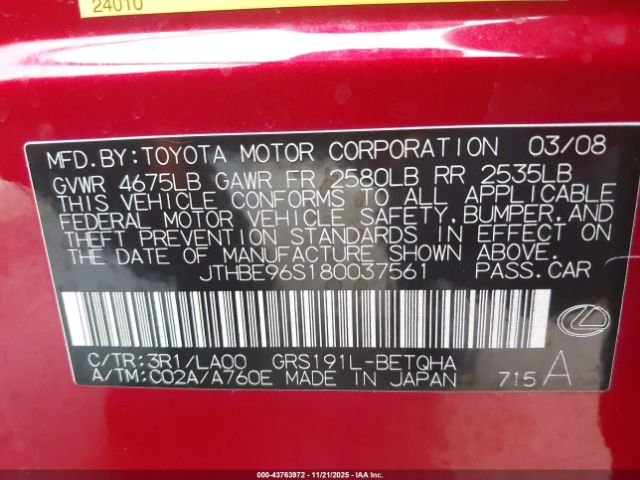 24010
MFD.BY:TOYOTA MOTOR CORPORATION 03/08
GVWR 4675LB GAWR FR 2580LB RR 2535LB
THIS VEHICLE CONFORMS TO ALL APPLICABLE
FEDERAL MOTOR VEHICLE SAFETY,BUMPER,AND
THEFT PREVENTION STANDARDS IN EFFECT ON
THE DATE OF MANUFACTURE SHOWN ABOVE.
JTHBE96S180037561 PASS.CAR
C/TR:3R1/LA00 GRS191L-BETQHA
A/TM:C02A/A760E MADE IN JAPAN 715A
000-43763972 11/21/2025 IAAI.COM